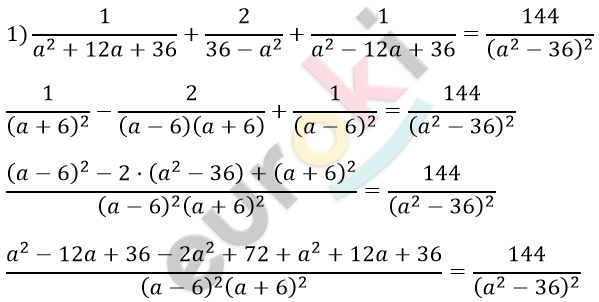 1) 1/(a² + 12a + 36) + 2/(36 − a²) + 1/(a² − 12a + 36) = 144/(a² − 36)²
1/(a + 6)² − 2/((a − 6)(a + 6)) + 1/(a − 6)² = 144/(a² − 36)²
((a − 6)² − 2 · (a² − 36) + (a + 6)²)/((a − 6)²(a + 6)²) = 144/(a² − 36)²
(a² − 12a + 36 − 2a² + 72 + a² + 12a + 36)/((a − 6)²(a + 6)²) = 144/(a² − 36)²
euroki